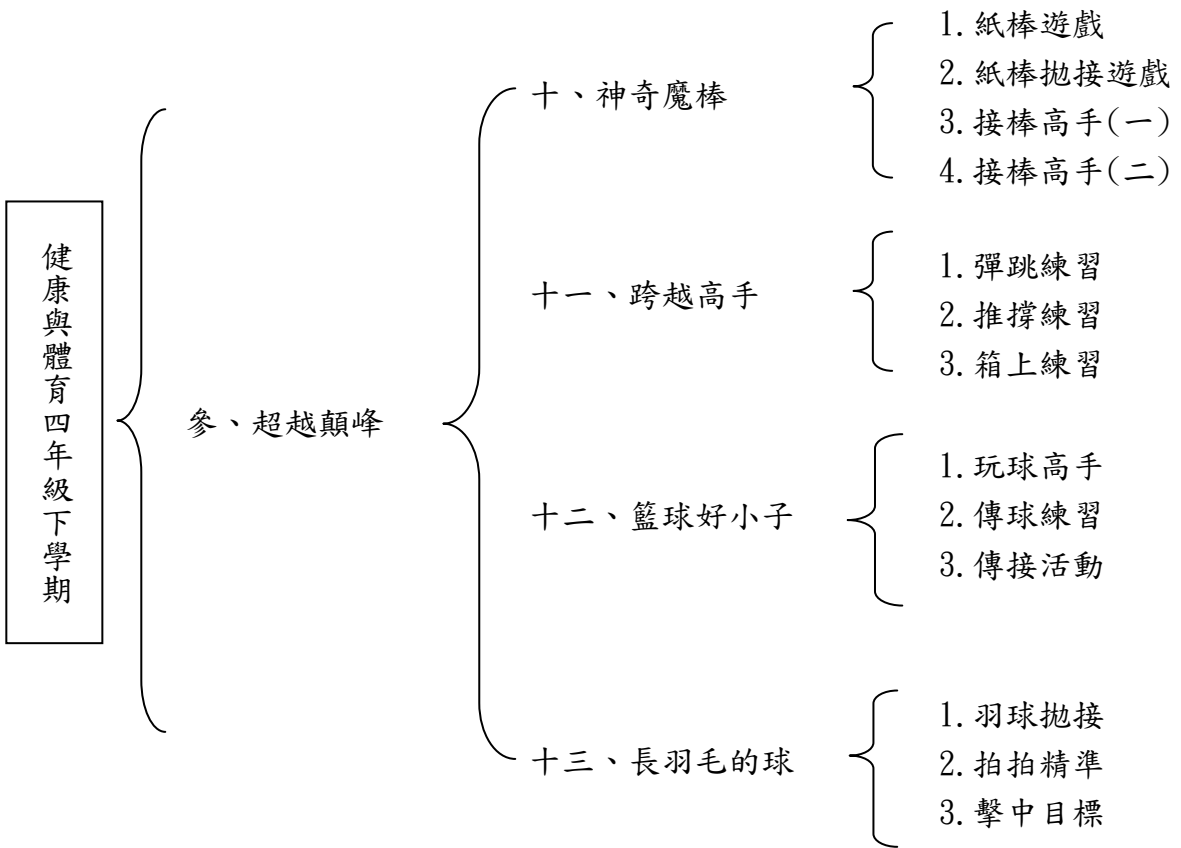 健康與體育四年級下學期
參、超越顛峰
十、神奇魔棒
1.紙棒遊戲
2.紙棒拋接遊戲
3.接棒高手(一)
4.接棒高手(二)
十一、跨越高手
1.彈跳練習
2.推撐練習
3.箱上練習
十二、籃球好小子
1.玩球高手
2.傳球練習
3.傳接活動
十三、長羽毛的球
1.羽球拋接
2.拍拍精準
3.擊中目標